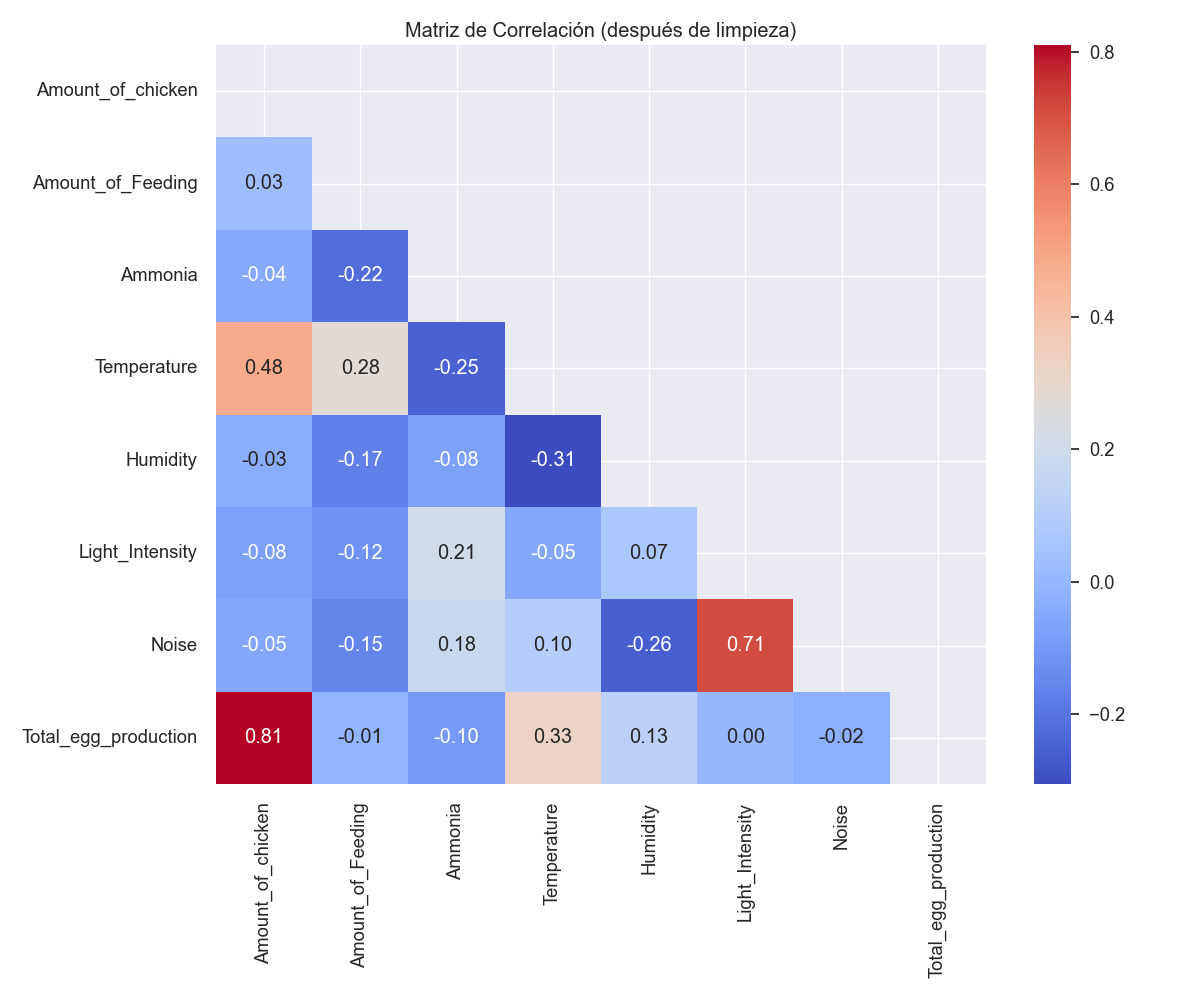 Matriz de Correlación (después de limpieza)
Amount_of_chicken
Amount_of_Feeding 0.03
Ammonia -0.04 -0.22
Temperature 0.48 0.28 -0.25
Humidity -0.03 -0.17 -0.08 -0.31
Light_Intensity -0.08 -0.12 0.21 -0.05 0.07
Noise -0.05 -0.15 0.18 0.10 -0.26 0.71
Total_egg_production 0.81 -0.01 -0.10 0.33 0.13 0.00 -0.02
Amount_of_chicken
Amount_of_Feeding
Ammonia
Temperature
Humidity
Light_Intensity
Noise
Total_egg_production
0.8
0.6
0.4
0.2
0.0
−0.2